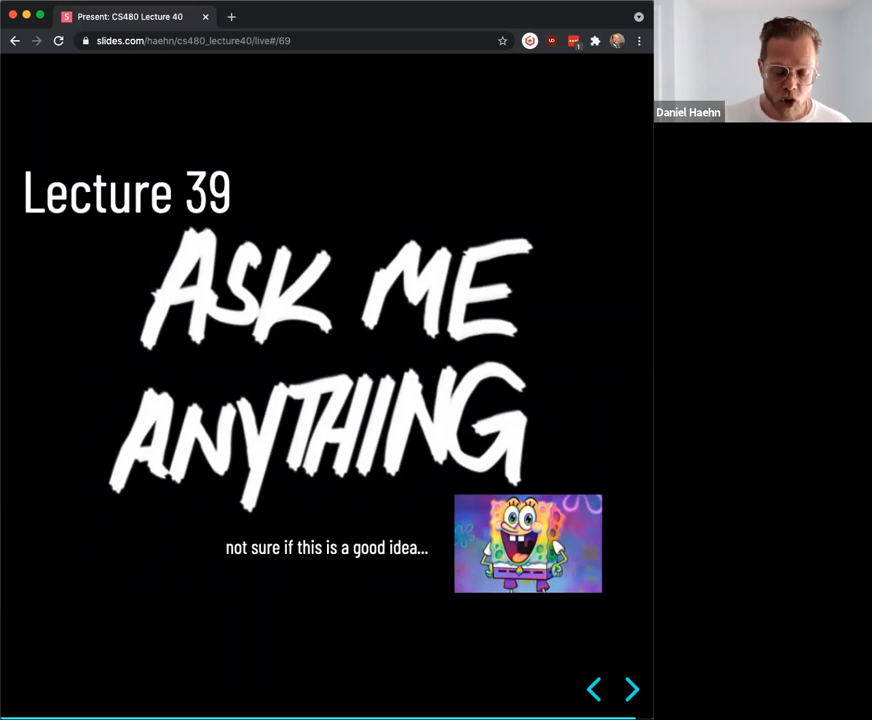 Present: CS480 Lecture 40
slides.com/haehn/cs480_lecture40/live#/69
Daniel Haehn
Lecture 39
ASK ME
ANYTHING
not sure if this is a good idea...